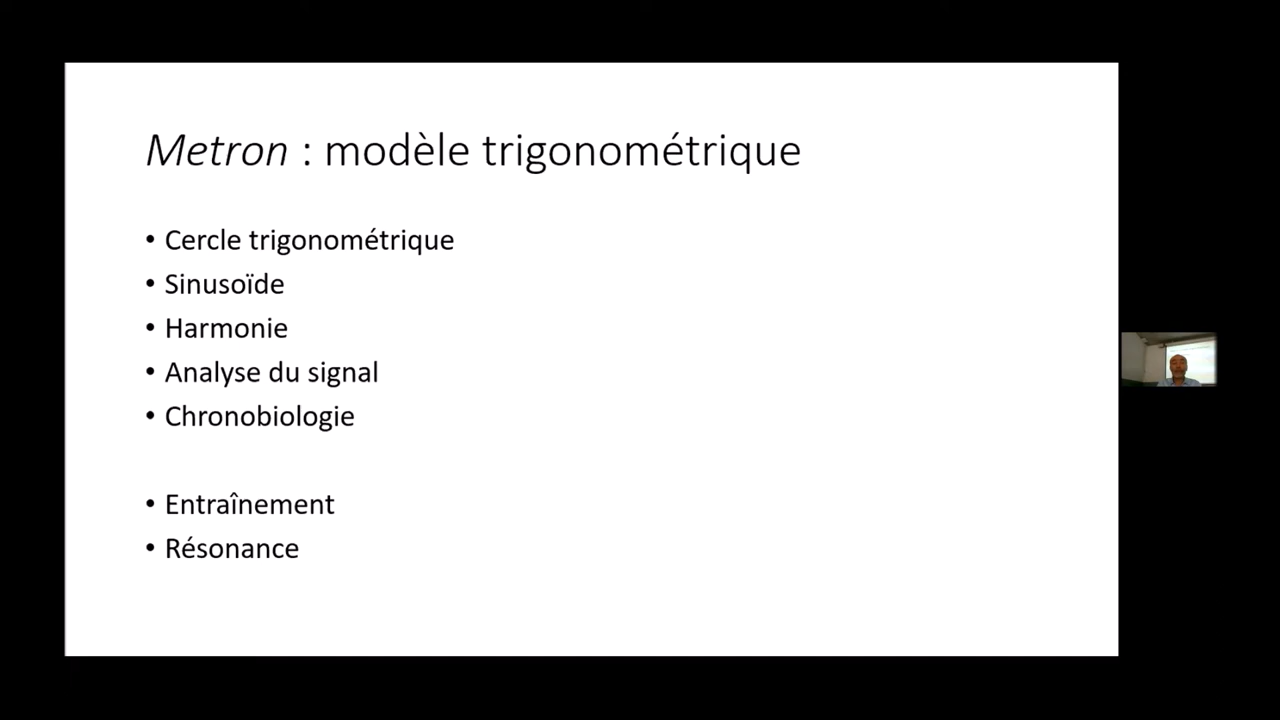 Metron : modèle trigonométrique
• Cercle trigonométrique
• Sinusoïde
• Harmonie
• Analyse du signal
• Chronobiologie
• Entraînement
• Résonance